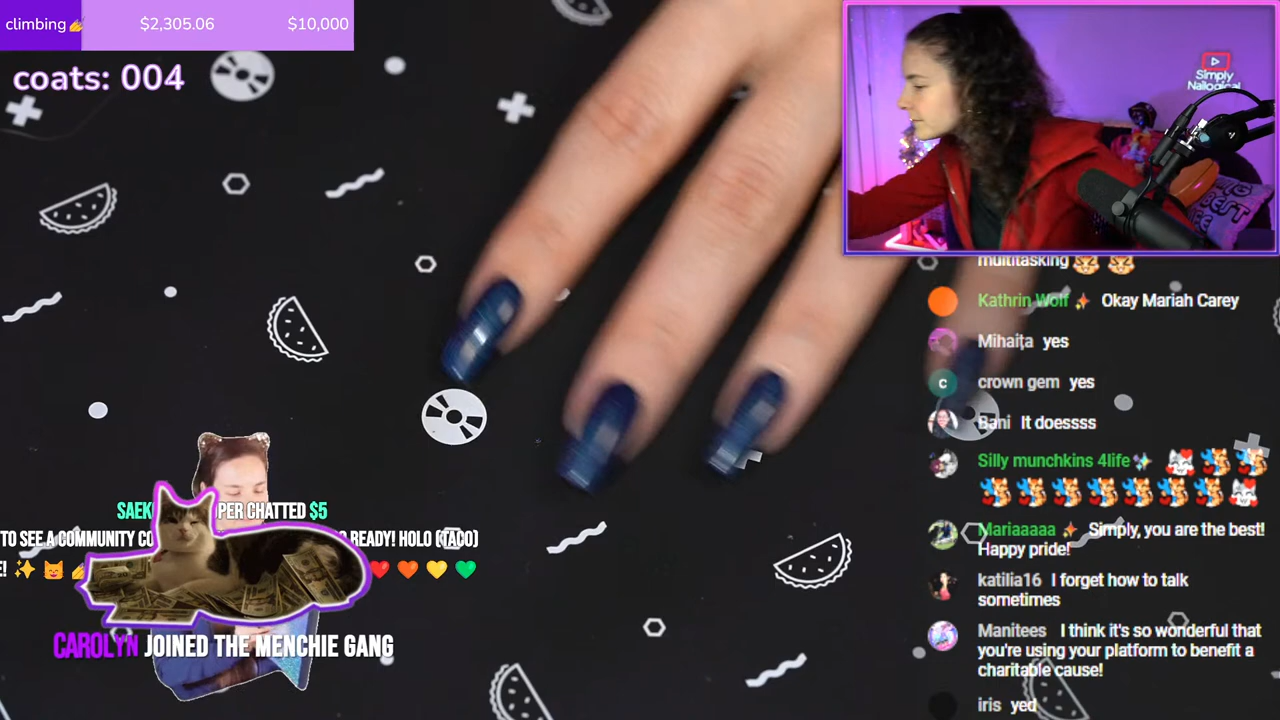 climbing💅 $2,305.06 $10,000
coats: 004
Simply
Nailogical
multitasking
Kathrin Wolf Okay Mariah Carey
Mihaița yes
crown gem yes
Bani It doessss
Silly munchkins 4life
Mariaaaaa Simply, you are the best!
Happy pride!
katilia16 I forget how to talk
sometimes
Manitees I think it's so wonderful that
you're using your platform to benefit a
charitable cause!
iris yed
PER CHATTED $5
TO SEE A COMMUNITY READY! HOLO (TACO)
CAROLYN JOINED THE MENCHIE GANG